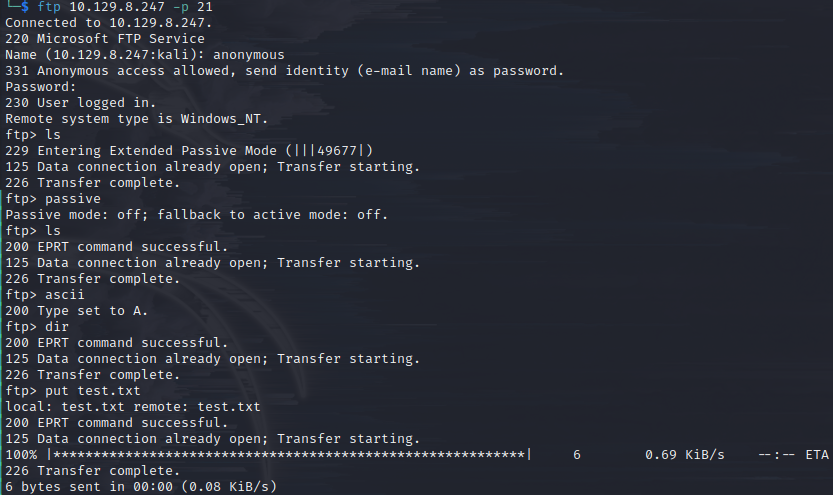 └─$ ftp 10.129.8.247 -p 21
Connected to 10.129.8.247.
220 Microsoft FTP Service
Name (10.129.8.247:kali): anonymous
331 Anonymous access allowed, send identity (e-mail name) as password.
Password:
230 User logged in.
Remote system type is Windows_NT.
ftp> ls
229 Entering Extended Passive Mode (|||49677|)
125 Data connection already open; Transfer starting.
226 Transfer complete.
ftp> passive
Passive mode: off; fallback to active mode: off.
ftp> ls
200 EPRT command successful.
125 Data connection already open; Transfer starting.
226 Transfer complete.
ftp> ascii
200 Type set to A.
ftp> dir
200 EPRT command successful.
125 Data connection already open; Transfer starting.
226 Transfer complete.
ftp> put test.txt
local: test.txt remote: test.txt
200 EPRT command successful.
125 Data connection already open; Transfer starting.
100% |***********************************************************|     6        0.69 KiB/s    --:-- ETA
226 Transfer complete.
6 bytes sent in 00:00 (0.08 KiB/s)